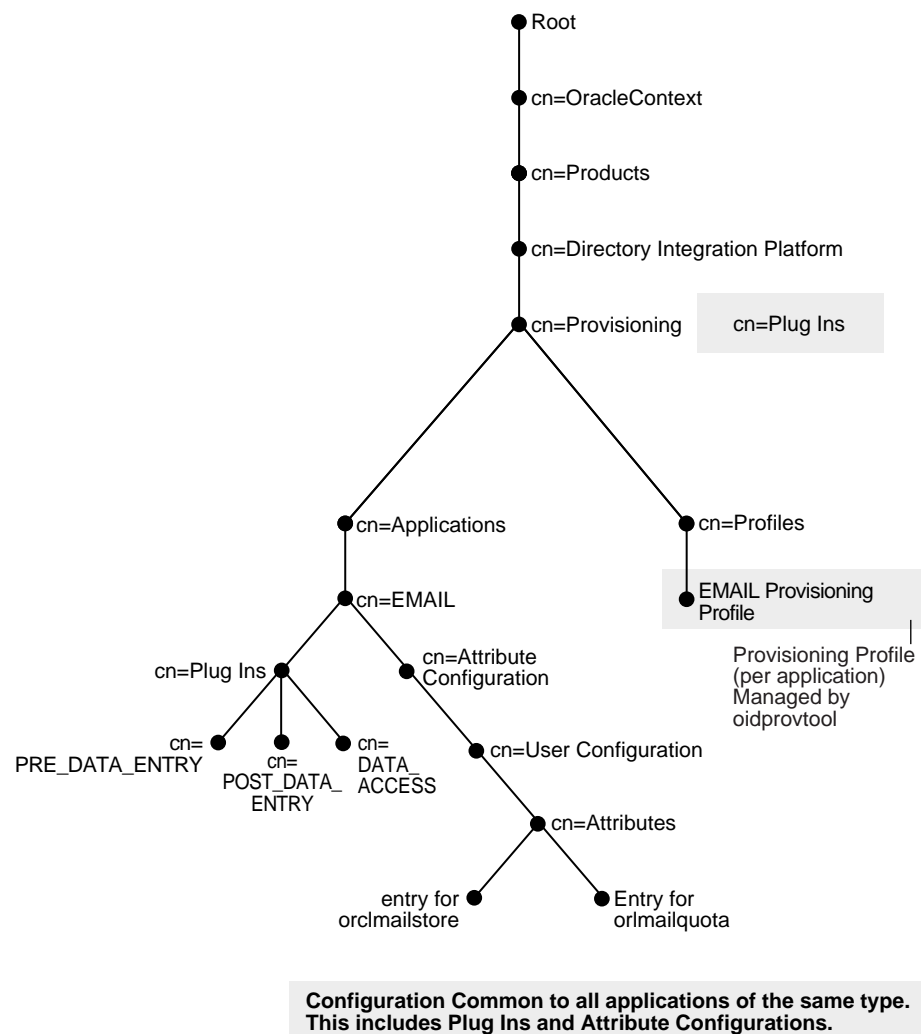 Root
cn=OracleContext
cn=Products
cn=Directory Integration Platform
cn=Provisioning
cn=Plug Ins
cn=Applications
cn=Profiles
cn=EMAIL
EMAIL Provisioning
Profile
Provisioning Profile
(per application)
Managed by
oidprovtool
cn=Plug Ins
cn=Attribute
Configuration
cn=
PRE_DATA_ENTRY
cn=
POST_DATA_
ENTRY
cn=
DATA_
ACCESS
cn=User Configuration
cn=Attributes
entry for
orclmailstore
Entry for
orlmailquota
Configuration Common to all applications of the same type.
This includes Plug Ins and Attribute Configurations.